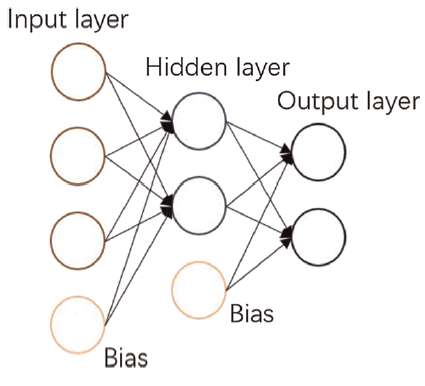 Input layer
Hidden layer
Output layer
Bias
Bias